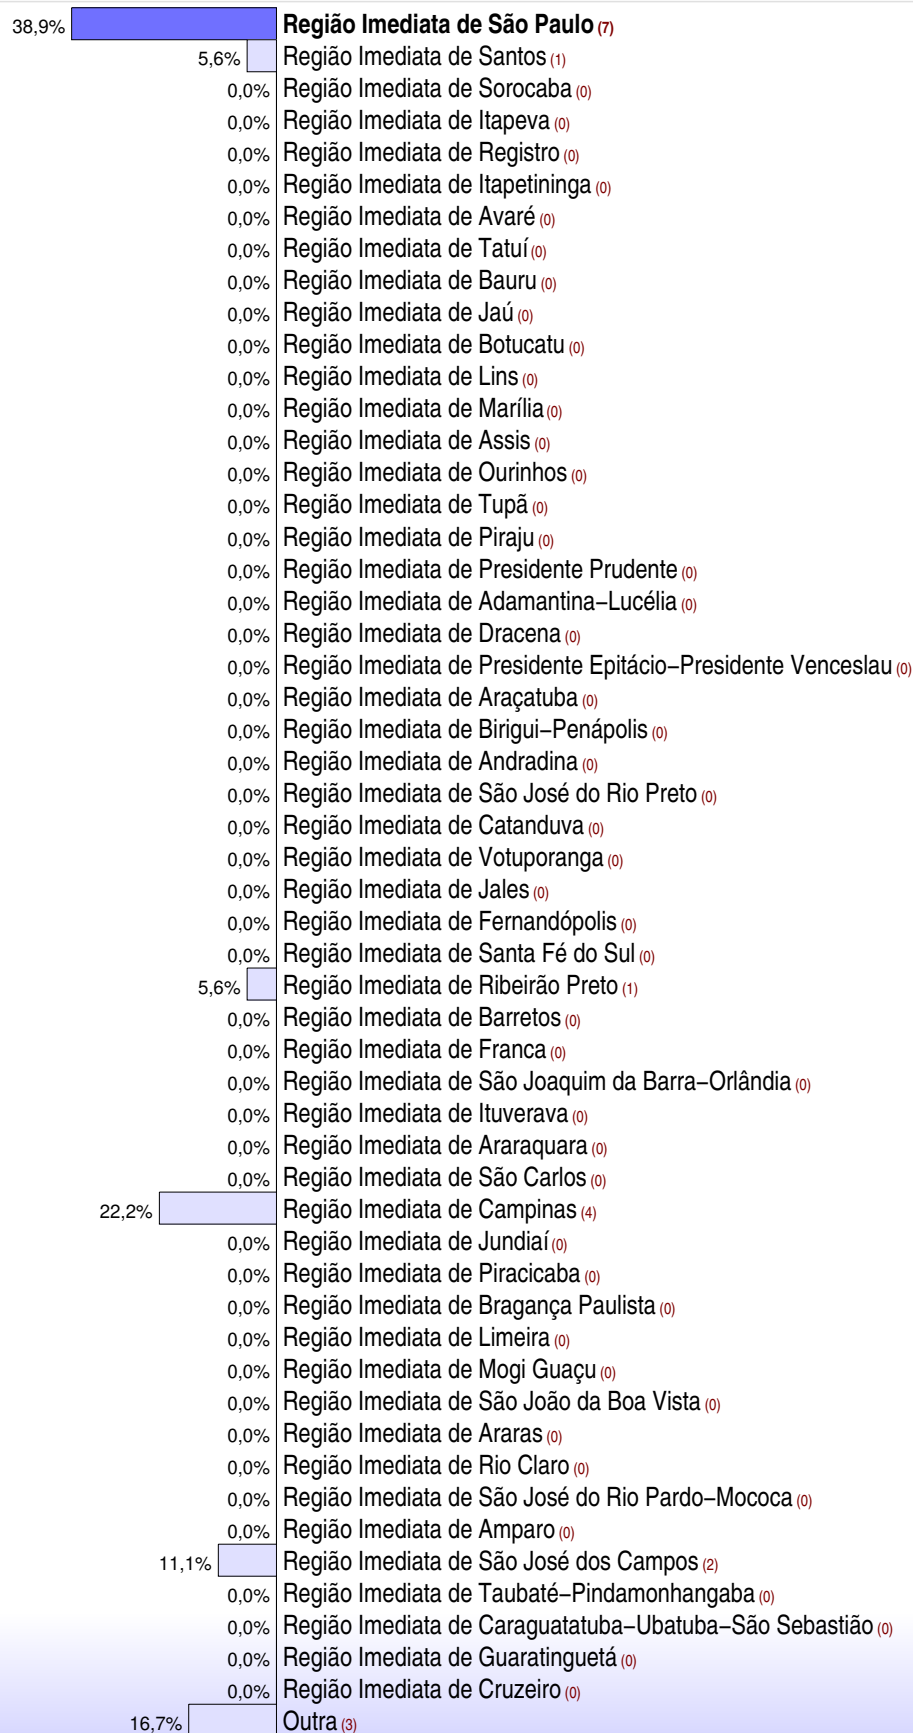 38,9% Região Imediata de São Paulo (7)
5,6% Região Imediata de Santos (1)
0,0% Região Imediata de Sorocaba (0)
0,0% Região Imediata de Itapeva (0)
0,0% Região Imediata de Registro (0)
0,0% Região Imediata de Itapetininga (0)
0,0% Região Imediata de Avaré (0)
0,0% Região Imediata de Tatuí (0)
0,0% Região Imediata de Bauru (0)
0,0% Região Imediata de Jaú (0)
0,0% Região Imediata de Botucatu (0)
0,0% Região Imediata de Lins (0)
0,0% Região Imediata de Marília (0)
0,0% Região Imediata de Assis (0)
0,0% Região Imediata de Ourinhos (0)
0,0% Região Imediata de Tupã (0)
0,0% Região Imediata de Piraju (0)
0,0% Região Imediata de Presidente Prudente (0)
0,0% Região Imediata de Adamantina−Lucélia (0)
0,0% Região Imediata de Dracena (0)
0,0% Região Imediata de Presidente Epitácio−Presidente Venceslau (0)
0,0% Região Imediata de Araçatuba (0)
0,0% Região Imediata de Birigui−Penápolis (0)
0,0% Região Imediata de Andradina (0)
0,0% Região Imediata de São José do Rio Preto (0)
0,0% Região Imediata de Catanduva (0)
0,0% Região Imediata de Votuporanga (0)
0,0% Região Imediata de Jales (0)
0,0% Região Imediata de Fernandópolis (0)
0,0% Região Imediata de Santa Fé do Sul (0)
5,6% Região Imediata de Ribeirão Preto (1)
0,0% Região Imediata de Barretos (0)
0,0% Região Imediata de Franca (0)
0,0% Região Imediata de São Joaquim da Barra−Orlândia (0)
0,0% Região Imediata de Ituverava (0)
0,0% Região Imediata de Araraquara (0)
0,0% Região Imediata de São Carlos (0)
22,2% Região Imediata de Campinas (4)
0,0% Região Imediata de Jundiaí (0)
0,0% Região Imediata de Piracicaba (0)
0,0% Região Imediata de Bragança Paulista (0)
0,0% Região Imediata de Limeira (0)
0,0% Região Imediata de Mogi Guaçu (0)
0,0% Região Imediata de São João da Boa Vista (0)
0,0% Região Imediata de Araras (0)
0,0% Região Imediata de Rio Claro (0)
0,0% Região Imediata de São José do Rio Pardo−Mococa (0)
0,0% Região Imediata de Amparo (0)
11,1% Região Imediata de São José dos Campos (2)
0,0% Região Imediata de Taubaté−Pindamonhangaba (0)
0,0% Região Imediata de Caraguatatuba−Ubatuba−São Sebastião (0)
0,0% Região Imediata de Guaratinguetá (0)
0,0% Região Imediata de Cruzeiro (0)
16,7% Outra (3)